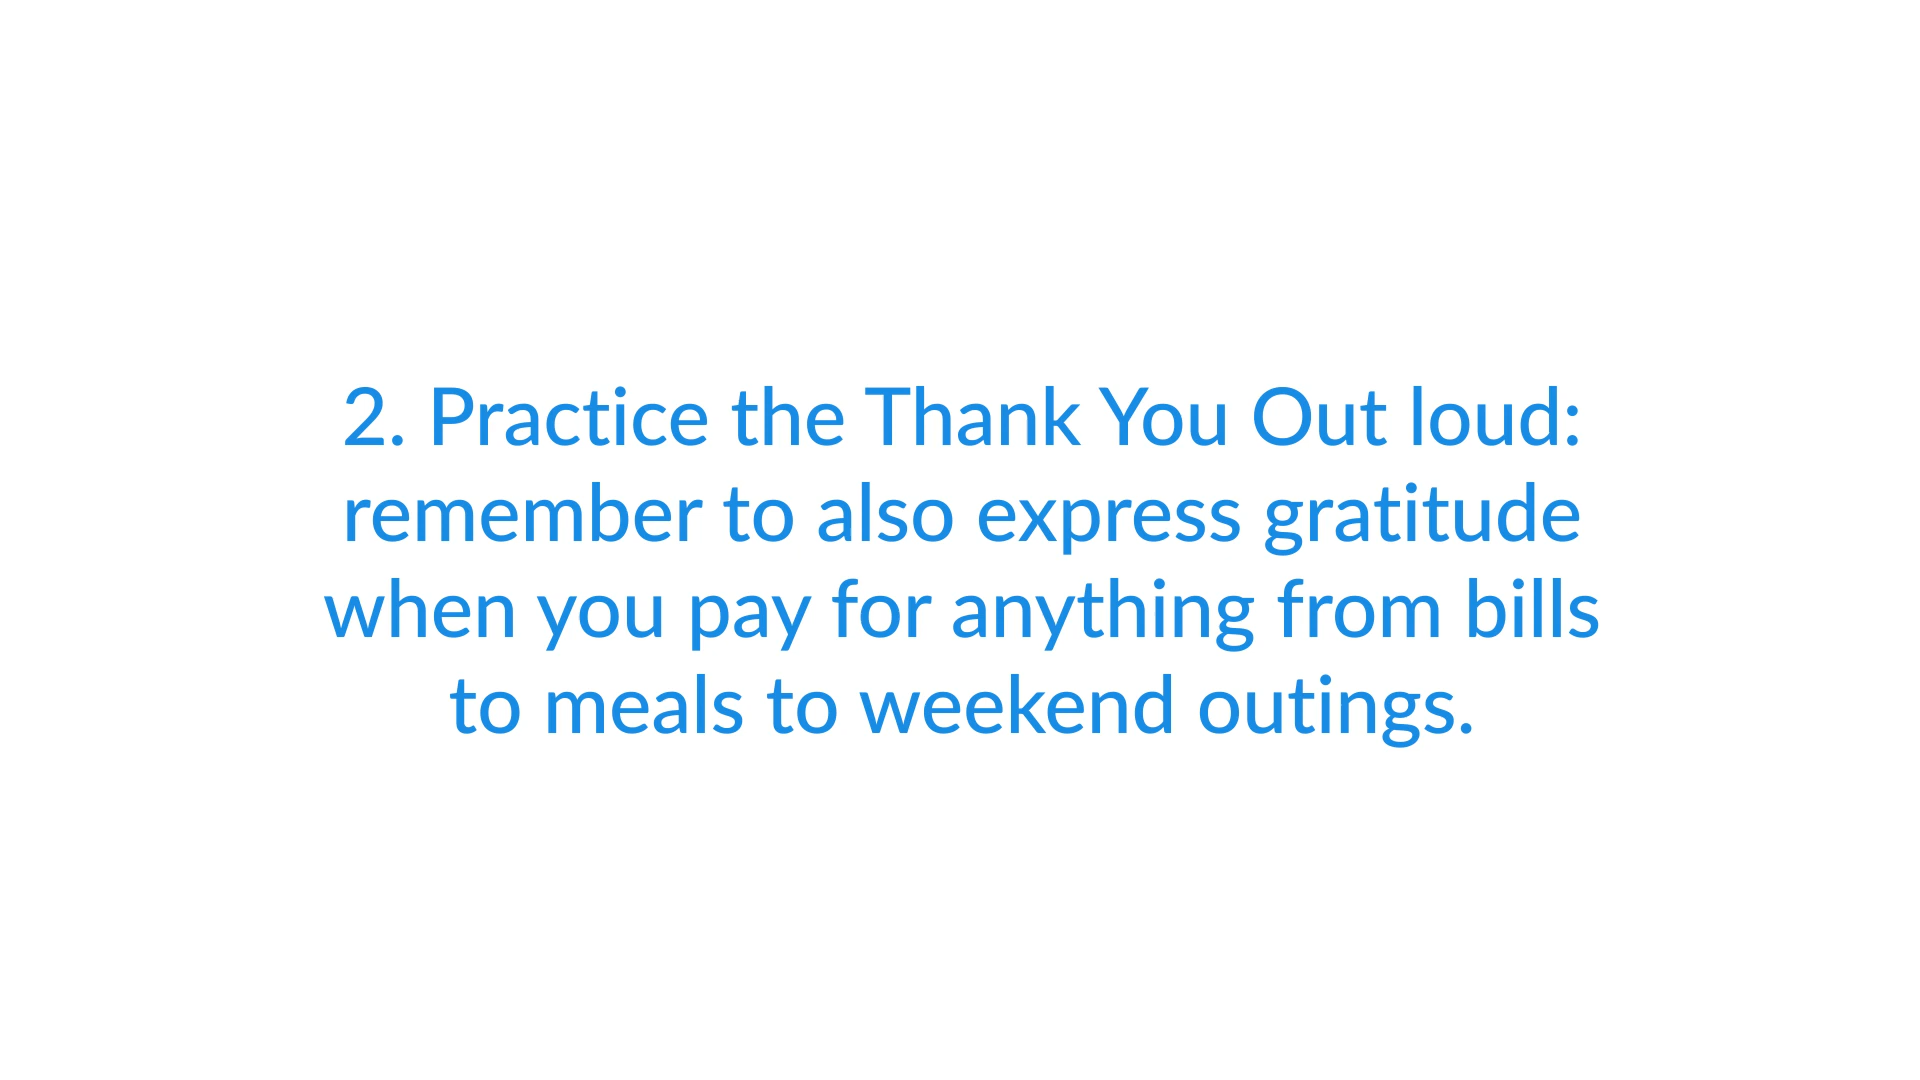 2. Practice the Thank You Out loud:
remember to also express gratitude
when you pay for anything from bills
to meals to weekend outings.